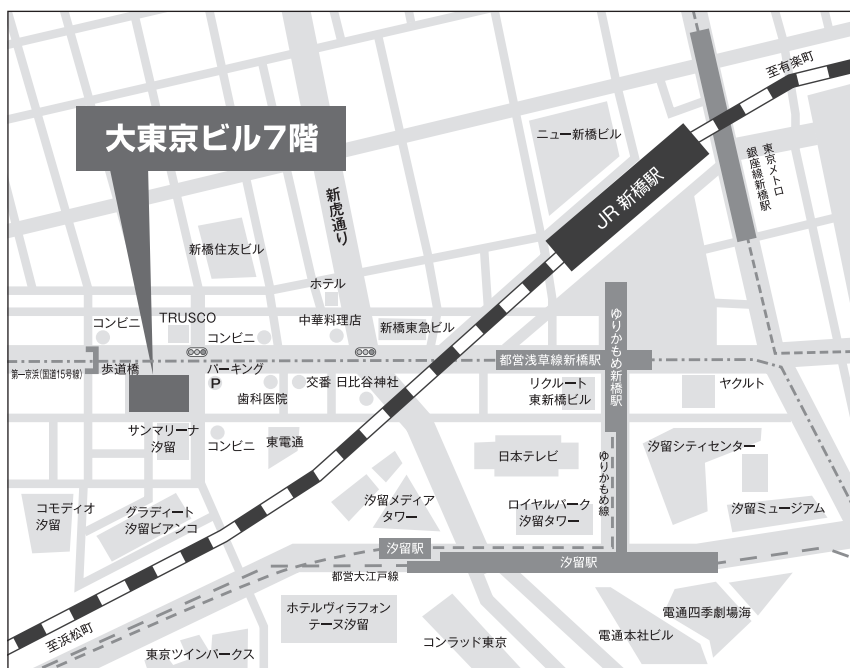 至有楽町
大東京ビル7階
ニュー新橋ビル
JR 新橋駅
東京メトロ
銀座線新橋駅
新虎通り
新橋住友ビル
ホテル
コンビニ
TRUSCO
コンビニ
中華料理店
新橋東急ビル
ゆりかもめ新橋駅
都営浅草線新橋駅
第一京浜(国道15号線)
歩道橋
パーキング
P
歯科医院
交番
日比谷神社
リクルート
東新橋ビル
ヤクルト
サンマリーナ
汐留
コンビニ
東電通
日本テレビ
ゆりかもめ線
汐留シティセンター
コモディオ
汐留
グラディート
汐留ビアンコ
汐留メディア
タワー
ロイヤルパーク
汐留タワー
汐留ミュージアム
汐留駅
汐留駅
都営大江戸線
至浜松町
ホテルヴィラフォン
テーヌ汐留
コンラッド東京
電通四季劇場海
電通本社ビル
東京ツインパークス